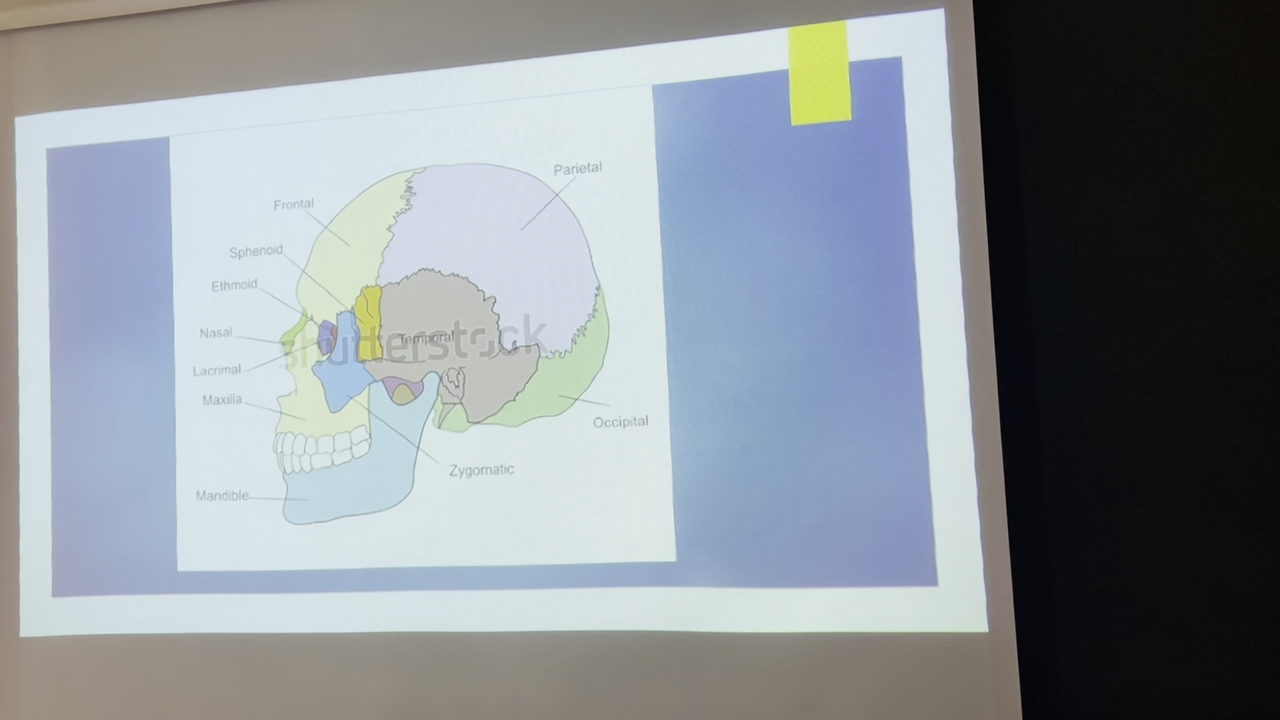 Parietal
Frontal
Sphenoid
Ethmoid
Nasal
shutterstock
Temporal
Lacrimal
Maxilla
Occipital
Zygomatic
Mandible